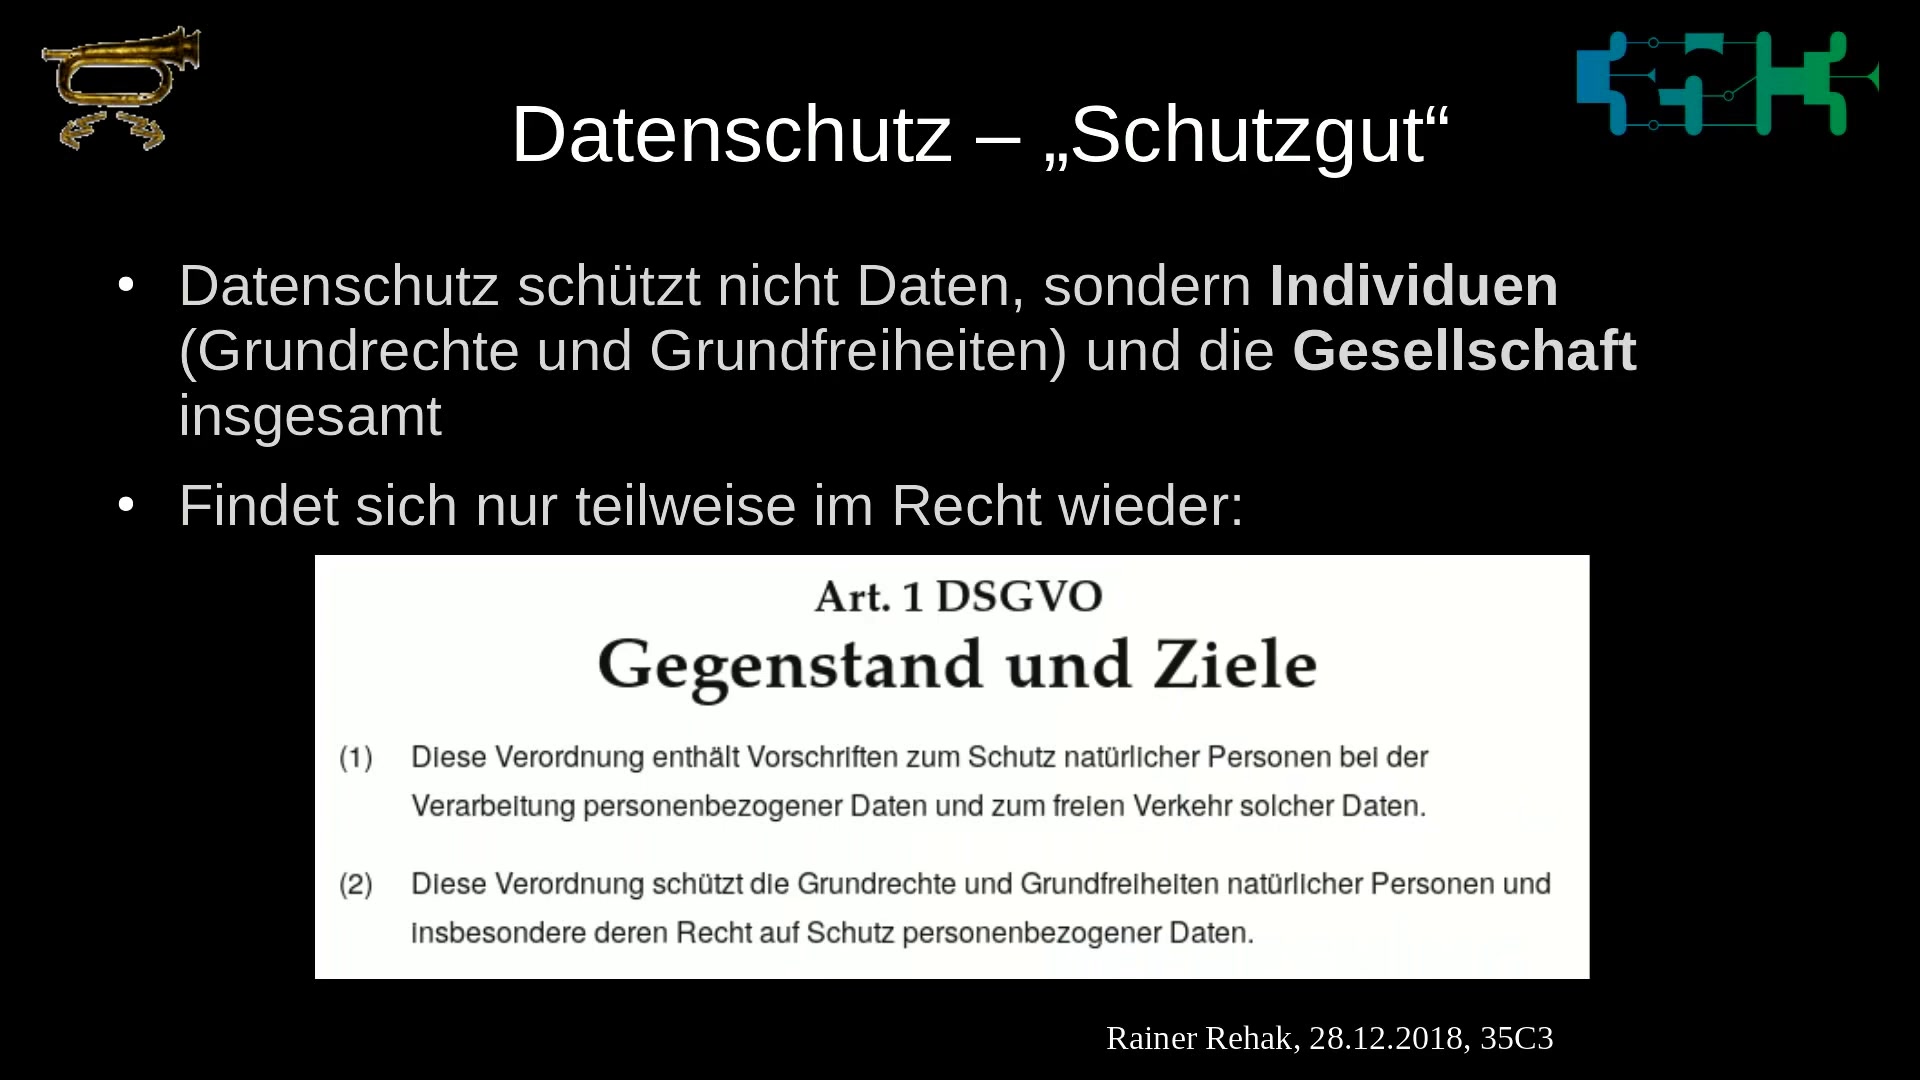 Datenschutz – „Schutzgut“
• Datenschutz schützt nicht Daten, sondern Individuen
(Grundrechte und Grundfreiheiten) und die Gesellschaft
insgesamt
• Findet sich nur teilweise im Recht wieder:
Art. 1 DSGVO
Gegenstand und Ziele
(1) Diese Verordnung enthält Vorschriften zum Schutz natürlicher Personen bei der
Verarbeitung personenbezogener Daten und zum freien Verkehr solcher Daten.
(2) Diese Verordnung schützt die Grundrechte und Grundfreiheiten natürlicher Personen und
insbesondere deren Recht auf Schutz personenbezogener Daten.
Rainer Rehak, 28.12.2018, 35C3